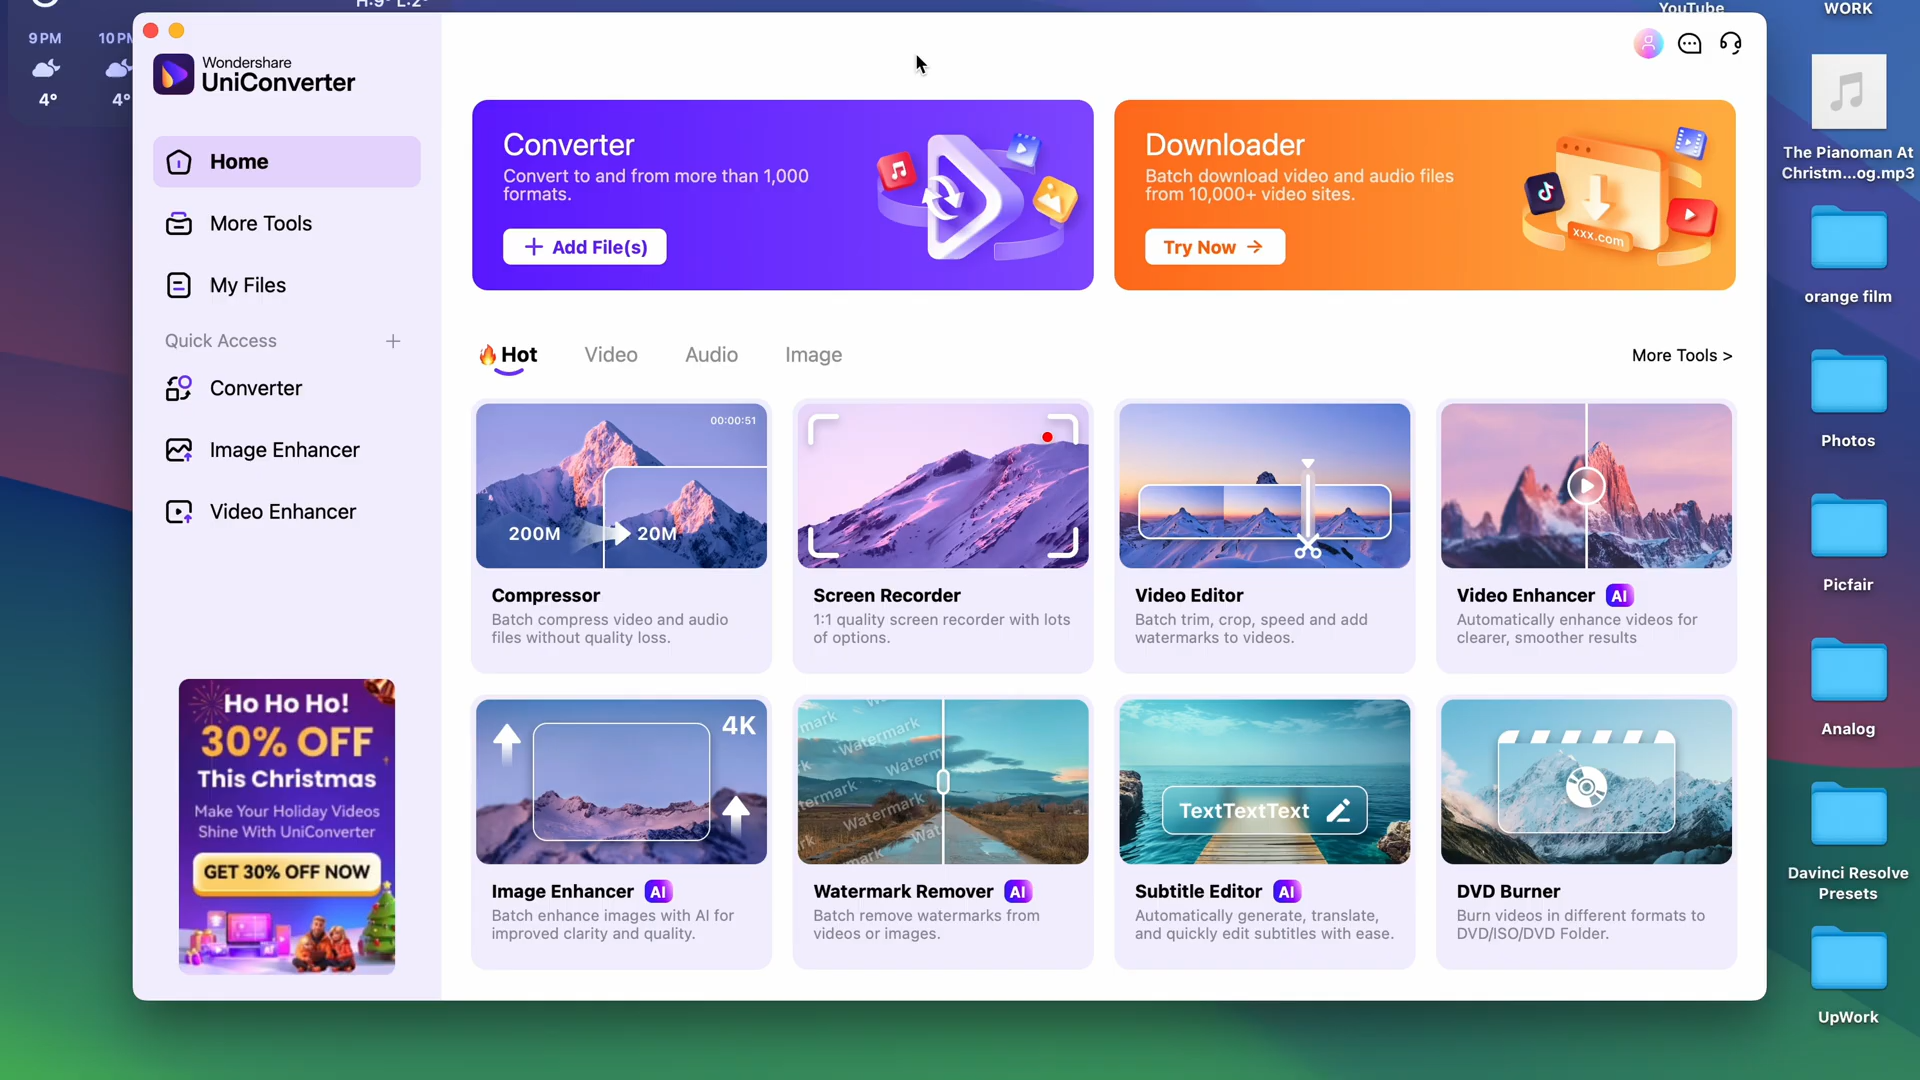 H:9° L:2°
9 PM
10 PM
4°
4°
Wondershare
UniConverter
Home
More Tools
My Files
Quick Access
Converter
Image Enhancer
Video Enhancer
Ho Ho Ho!
30% OFF
This Christmas
Make Your Holiday Videos
Shine With UniConverter
GET 30% OFF NOW
Converter
Convert to and from more than 1,000
formats.
+ Add File(s)
Downloader
Batch download video and audio files
from 10,000+ video sites.
Try Now →
xxx.com
Hot
Video
Audio
Image
More Tools >
00:00:51
200M
20M
Compressor
Batch compress video and audio
files without quality loss.
Screen Recorder
1:1 quality screen recorder with lots
of options.
Video Editor
Batch trim, crop, speed and add
watermarks to videos.
Video Enhancer AI
Automatically enhance videos for
clearer, smoother results
4K
Image Enhancer AI
Batch enhance images with AI for
improved clarity and quality.
Watermark
Watermark
Watermark
Watermark Remover AI
Batch remove watermarks from
videos or images.
TextTextText
Subtitle Editor AI
Automatically generate, translate,
and quickly edit subtitles with ease.
DVD Burner
Burn videos in different formats to
DVD/ISO/DVD Folder.
YouTube
WORK
The Pianoman At
Christm...og.mp3
orange film
Photos
Picfair
Analog
Davinci Resolve
Presets
UpWork